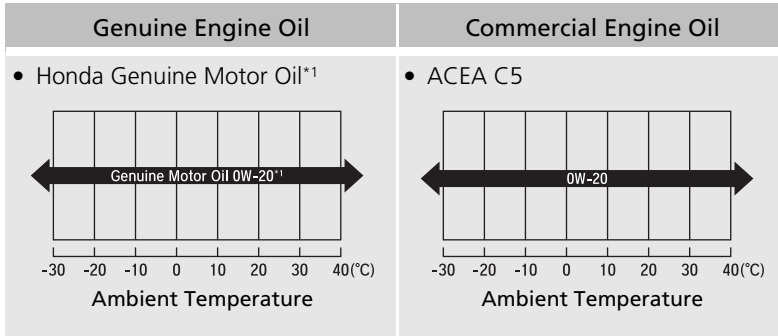 Genuine Engine Oil
Commercial Engine Oil
• Honda Genuine Motor Oil*1
Genuine Motor Oil 0W-20*1
-30 -20 -10 0 10 20 30 40(°C)
Ambient Temperature
• ACEA C5
0W-20
-30 -20 -10 0 10 20 30 40(°C)
Ambient Temperature